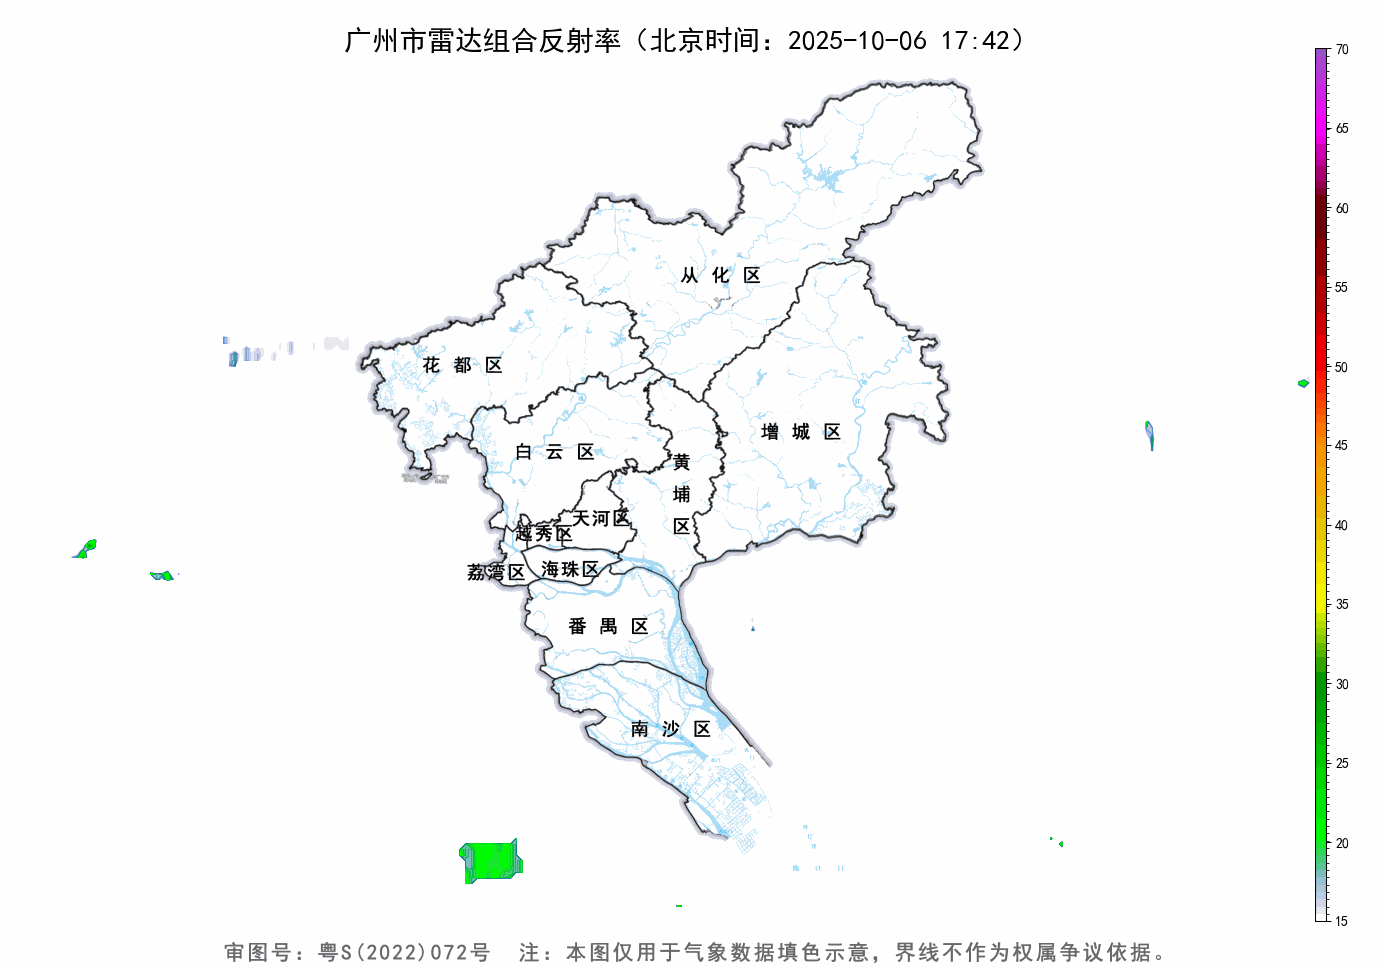 广州市雷达组合反射率（北京时间：2025-10-06 17:42）
70
65
60
55
50
45
40
35
30
25
20
15
从化区
花都区
增城区
白云区
黄埔区
天河区
越秀区
荔湾区
海珠区
番禺区
南沙区
审图号：粤S(2022)072号 注：本图仅用于气象数据填色示意，界线不作为权属争议依据。